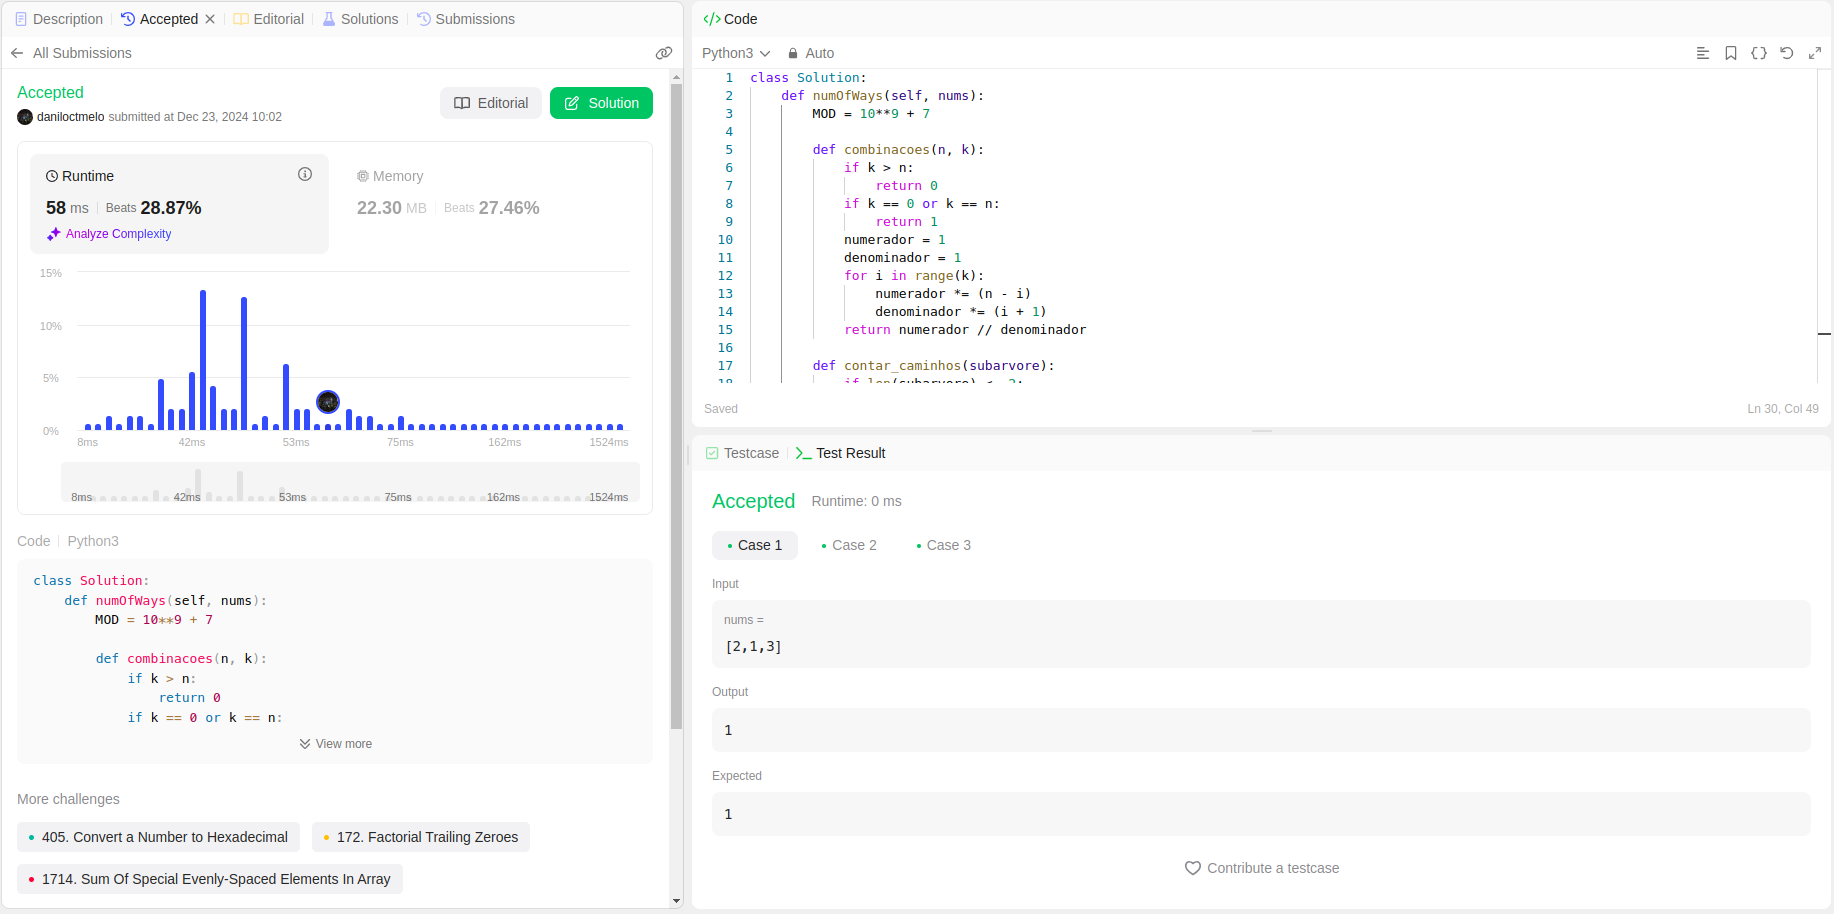 Description Accepted Editorial Solutions Submissions
All Submissions
Accepted
daniloctmelo submitted at Dec 23, 2024 10:02
Editorial Solution
Runtime
58 ms Beats 28.87%
Analyze Complexity
Memory
22.30 MB Beats 27.46%
15%
10%
5%
0%
8ms 42ms 53ms 75ms 162ms 1524ms
8ms 42ms 53ms 75ms 162ms 1524ms
Code Python3
class Solution:
def numOfWays(self, nums):
MOD = 10**9 + 7
def combinacoes(n, k):
if k > n:
return 0
if k == 0 or k == n:
View more
More challenges
405. Convert a Number to Hexadecimal
172. Factorial Trailing Zeroes
1714. Sum Of Special Evenly-Spaced Elements In Array
</> Code
Python3 Auto
1 class Solution:
2 def numOfWays(self, nums):
3 MOD = 10**9 + 7
4
5 def combinacoes(n, k):
6 if k > n:
7 return 0
8 if k == 0 or k == n:
9 return 1
10 numerador = 1
11 denominador = 1
12 for i in range(k):
13 numerador *= (n - i)
14 denominador *= (i + 1)
15 return numerador // denominador
16
17 def contar_caminhos(subarvore):
18 if len(subarvore) < 2:
Saved Ln 30, Col 49
Testcase Test Result
Accepted Runtime: 0 ms
Case 1 Case 2 Case 3
Input
nums =
[2,1,3]
Output
1
Expected
1
Contribute a testcase